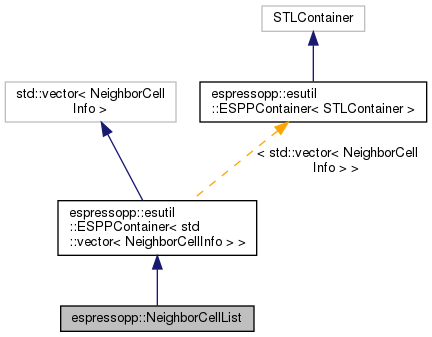 STLContainer
std::vector< NeighborCell
Info >
espressopp::esutil
::ESPPContainer< STLContainer >
< std::vector< NeighborCell
Info > >
espressopp::esutil
::ESPPContainer< std
::vector< NeighborCellInfo > >
espressopp::NeighborCellList